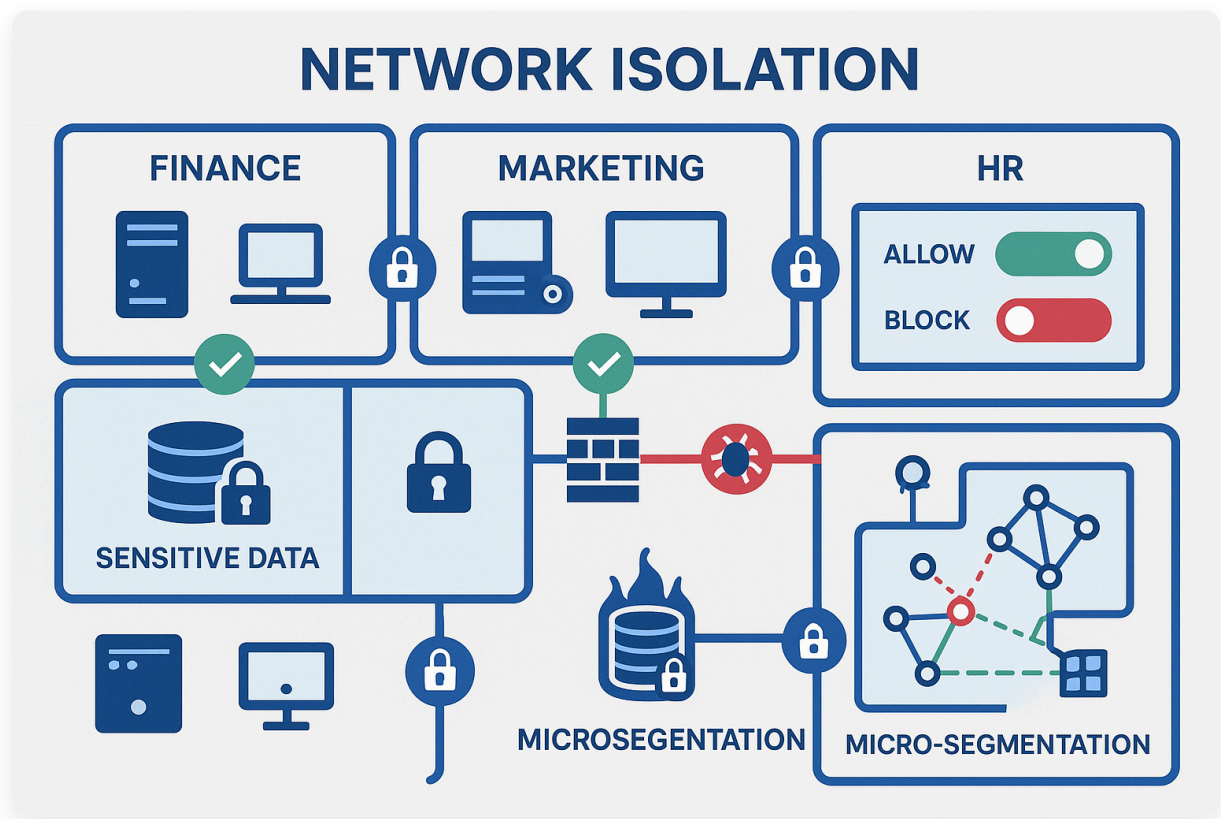 NETWORK ISOLATION
FINANCE
MARKETING
HR
ALLOW
BLOCK
SENSITIVE DATA
MICROSEGENTATION
MICRO-SEGMENTATION